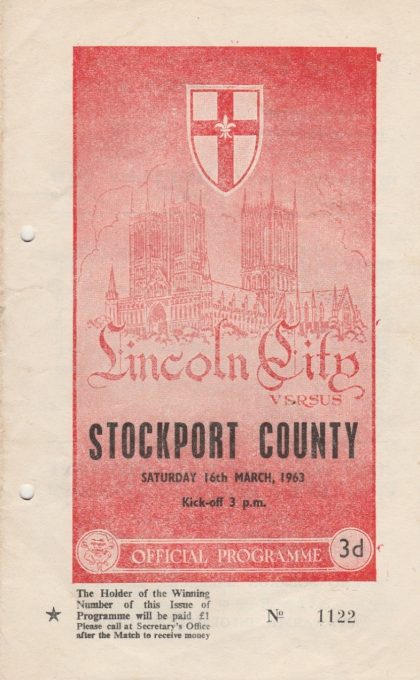 Lincoln City
VERSUS
STOCKPORT COUNTY
SATURDAY 16th MARCH, 1963
Kick-off 3 p.m.
OFFICIAL PROGRAMME 3d
The Holder of the Winning
Number of this Issue of
★ Programme will be paid £1
Please call at Secretary's Office
after the Match to receive money
Nº 1122